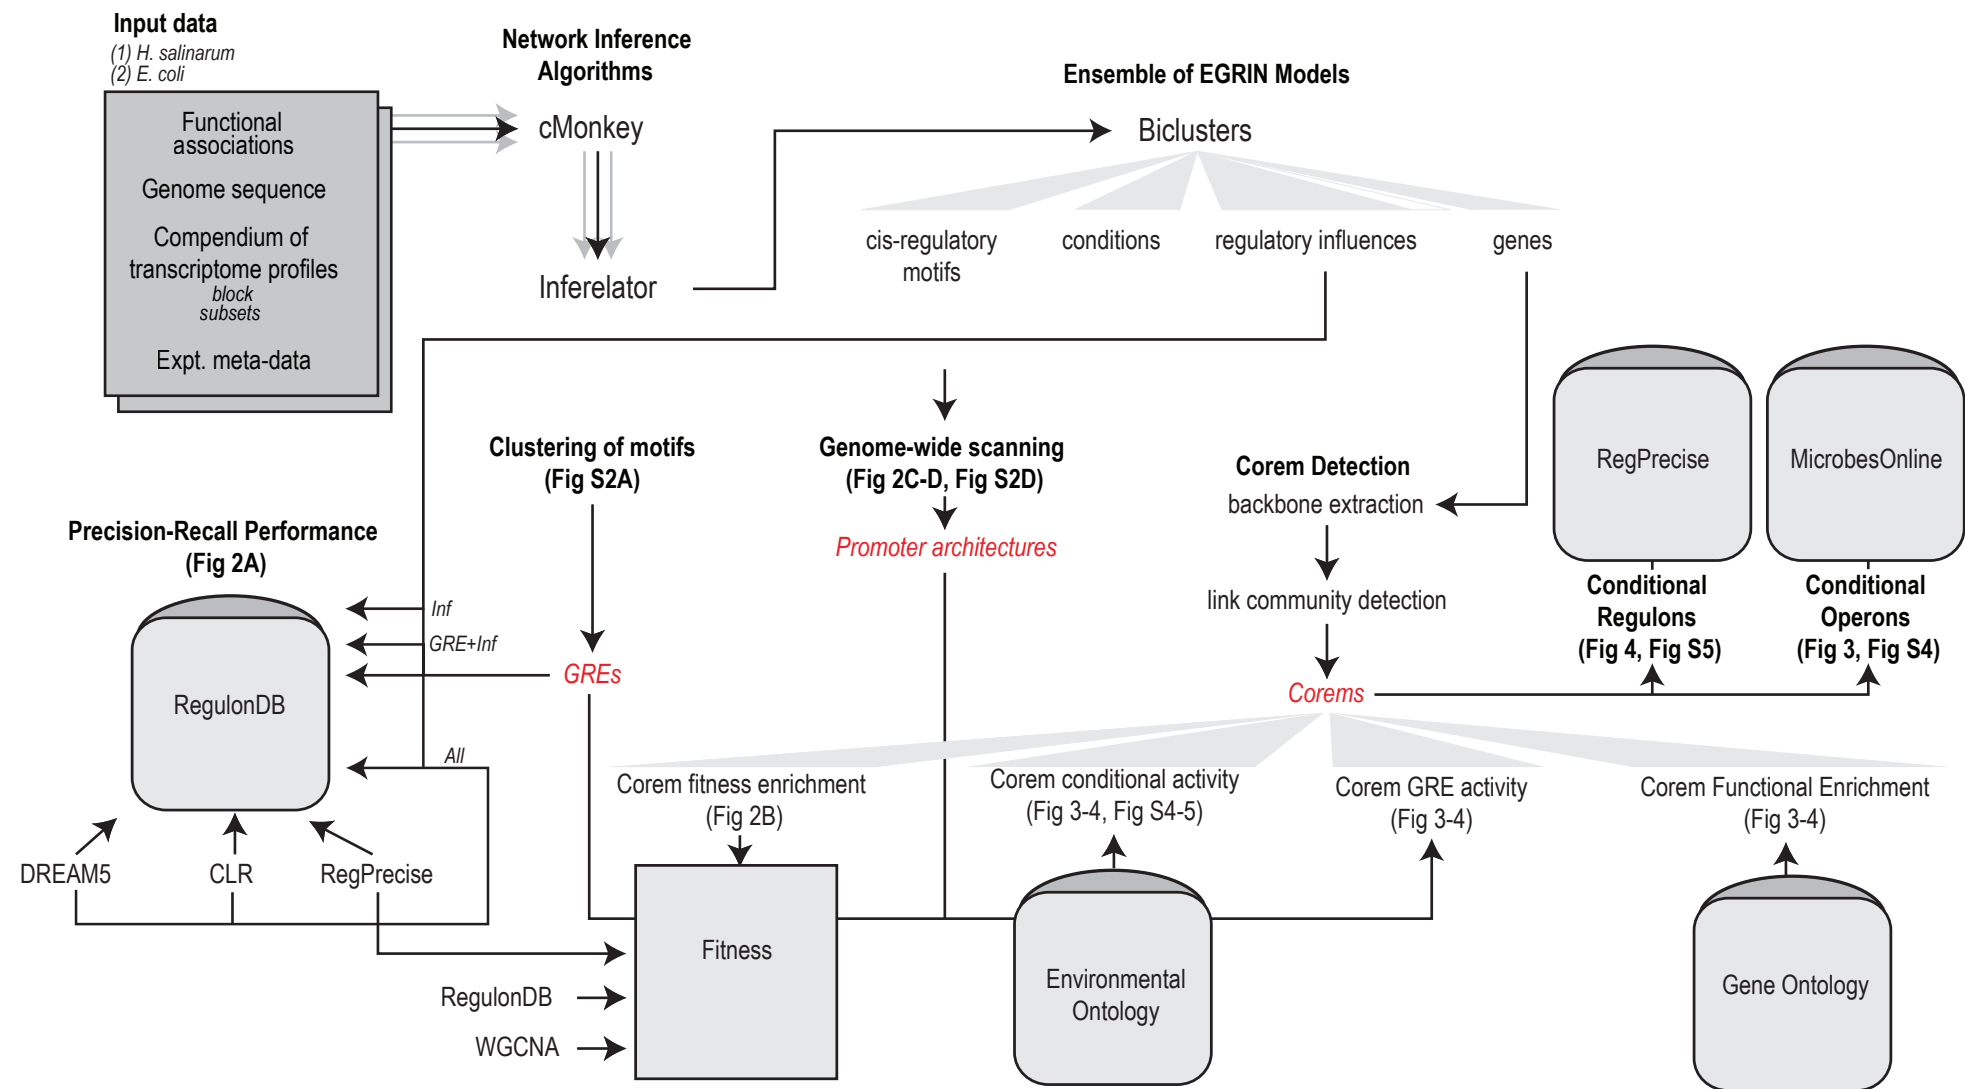 Input data
(1) H. salinarum
(2) E. coli
Functional
associations
Genome sequence
Compendium of
transcriptome profiles
block
subsets
Expt. meta-data
Network Inference
Algorithms
cMonkey
Inferelator
Ensemble of EGRIN Models
Biclusters
cis-regulatory
motifs
conditions
regulatory influences
genes
Clustering of motifs
(Fig S2A)
GREs
Genome-wide scanning
(Fig 2C-D, Fig S2D)
Promoter architectures
Corem Detection
backbone extraction
link community detection
Corems
RegPrecise
Conditional
Regulons
(Fig 4, Fig S5)
MicrobesOnline
Conditional
Operons
(Fig 3, Fig S4)
Precision-Recall Performance
(Fig 2A)
RegulonDB
Inf
GRE+Inf
All
DREAM5
CLR
RegPrecise
Corem fitness enrichment
(Fig 2B)
Corem conditional activity
(Fig 3-4, Fig S4-5)
Corem GRE activity
(Fig 3-4)
Corem Functional Enrichment
(Fig 3-4)
Fitness
RegulonDB
WGCNA
Environmental
Ontology
Gene Ontology